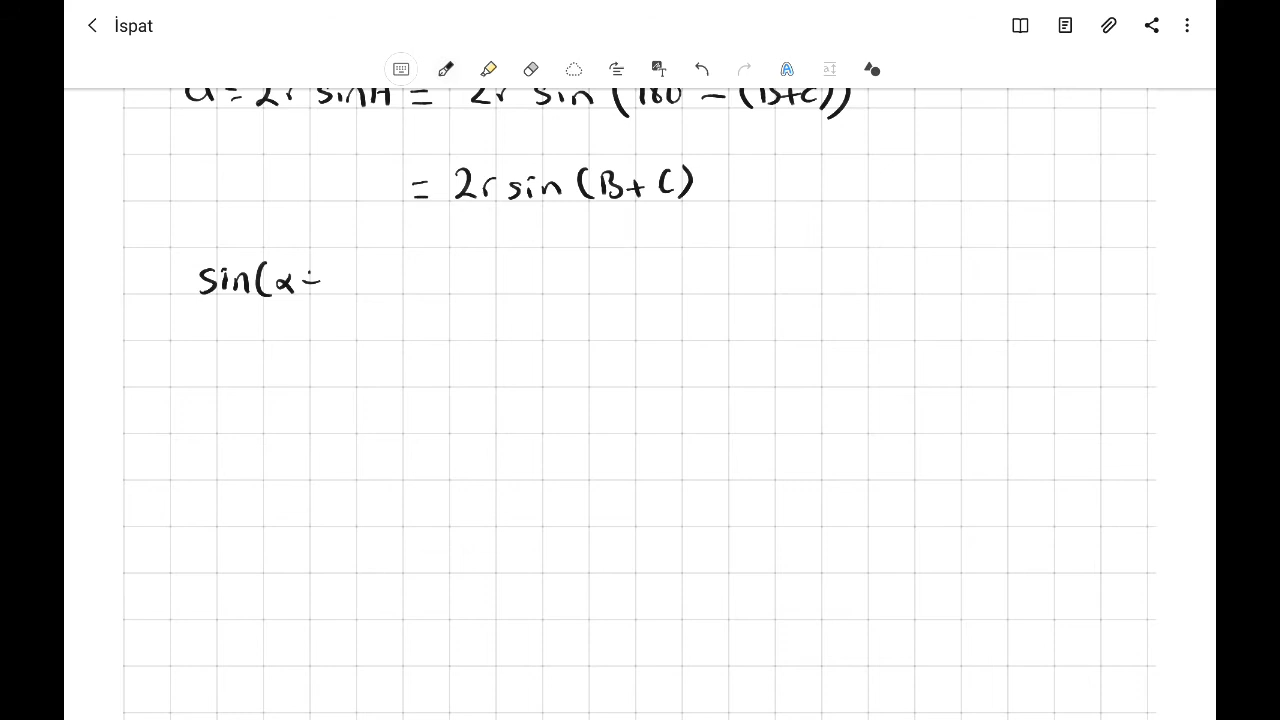 İspat
a = 2r sinA = 2r sin (180 - (B+C))
= 2r sin (B+C)
sin(α ÷